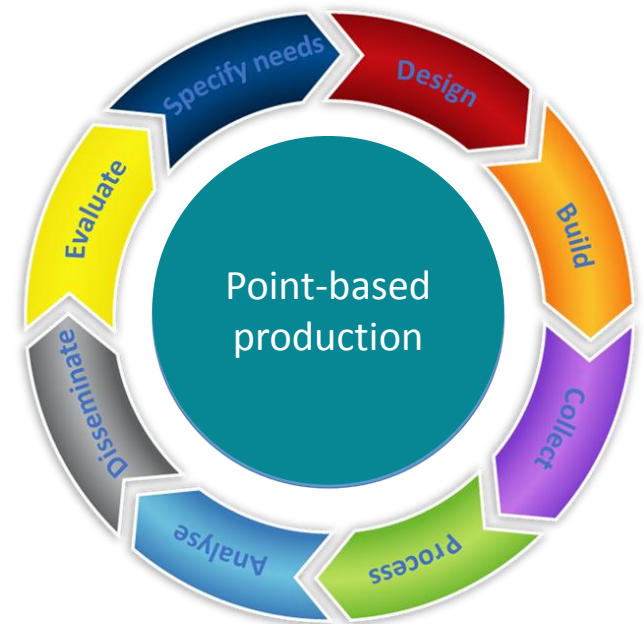 Specify needs
Design
Build
Collect
Process
Analyse
Disseminate
Evaluate
Point-based
production